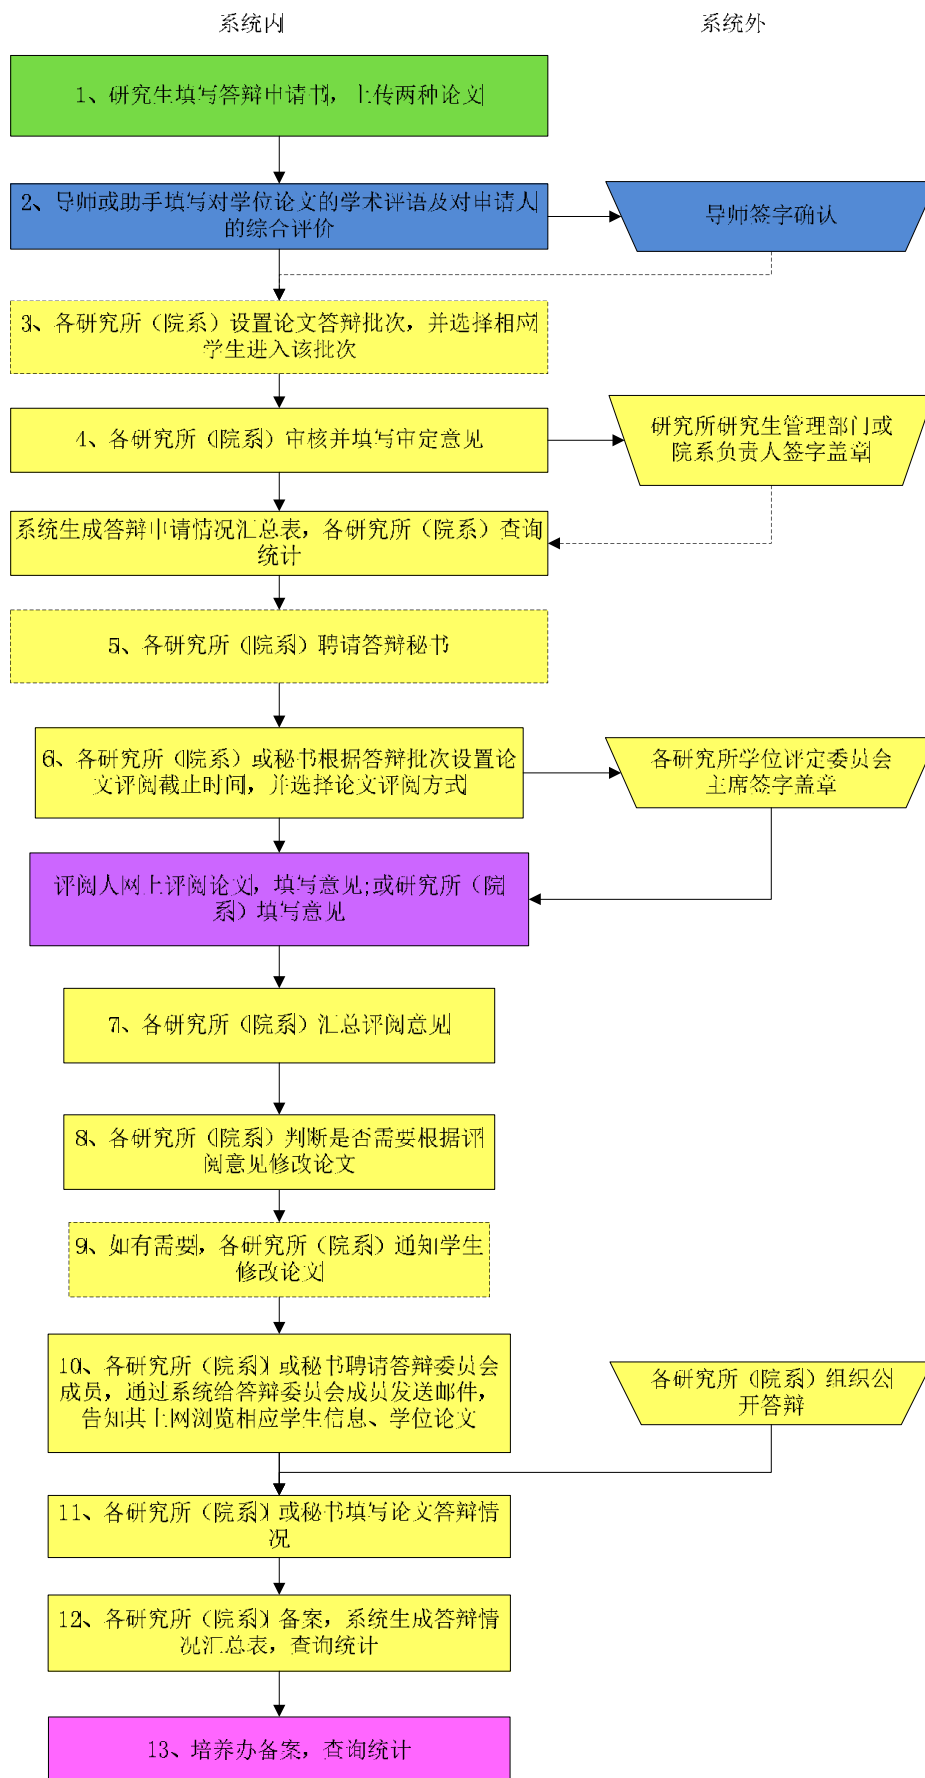 系统内
系统外
1、研究生填写答辩申请书，上传两种论文
2、导师或助手填写对学位论文的学术评语及对申请人
的综合评价
导师签字确认
3、各研究所（院系）设置论文答辩批次，并选择相应
学生进入该批次
4、各研究所（院系）审核并填写审定意见
研究所研究生管理部门或
院系负责人签字盖章
系统生成答辩申请情况汇总表，各研究所（院系）查询
统计
5、各研究所（院系）聘请答辩秘书
6、各研究所（院系）或秘书根据答辩批次设置论
文评阅截止时间，并选择论文评阅方式
各研究所学位评定委员会
主席签字盖章
评阅人网上评阅论文，填写意见;或研究所（院
系）填写意见
7、各研究所（院系）汇总评阅意见
8、各研究所（院系）判断是否需要根据评
阅意见修改论文
9、如有需要，各研究所（院系）通知学生
修改论文
10、各研究所（院系）或秘书聘请答辩委员会
成员，通过系统给答辩委员会成员发送邮件，
告知其上网浏览相应学生信息、学位论文
各研究所（院系）组织公
开答辩
11、各研究所（院系）或秘书填写论文答辩情
况
12、各研究所（院系）备案，系统生成答辩情
况汇总表，查询统计
13、培养办备案，查询统计